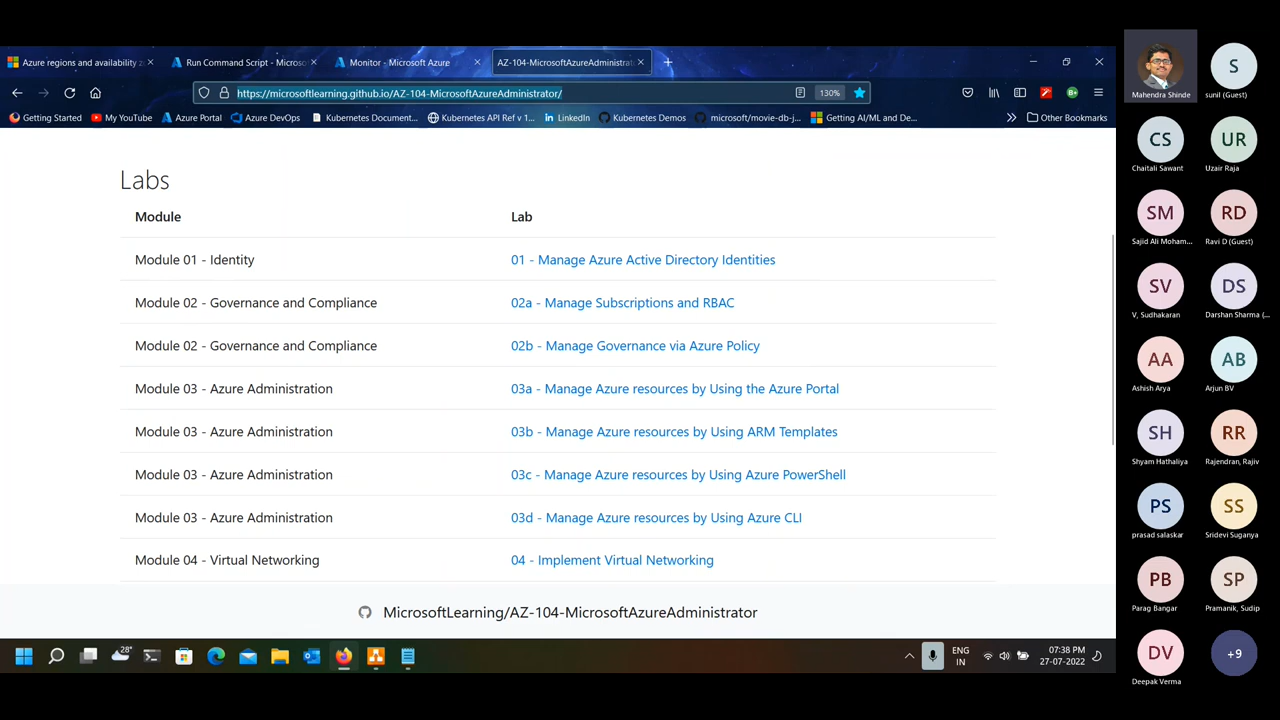 Azure regions and availability z
Run Command Script - Microso
Monitor - Microsoft Azure
AZ-104-MicrosoftAzureAdministrat
https://microsoftlearning.github.io/AZ-104-MicrosoftAzureAdministrator/
130%
Getting Started
My YouTube
Azure Portal
Azure DevOps
Kubernetes Document...
Kubernetes API Ref v 1...
LinkedIn
Kubernetes Demos
microsoft/movie-db-j...
Getting AI/ML and De...
Other Bookmarks
Labs
Module Lab
Module 01 - Identity 01 - Manage Azure Active Directory Identities
Module 02 - Governance and Compliance 02a - Manage Subscriptions and RBAC
Module 02 - Governance and Compliance 02b - Manage Governance via Azure Policy
Module 03 - Azure Administration 03a - Manage Azure resources by Using the Azure Portal
Module 03 - Azure Administration 03b - Manage Azure resources by Using ARM Templates
Module 03 - Azure Administration 03c - Manage Azure resources by Using Azure PowerShell
Module 03 - Azure Administration 03d - Manage Azure resources by Using Azure CLI
Module 04 - Virtual Networking 04 - Implement Virtual Networking
MicrosoftLearning/AZ-104-MicrosoftAzureAdministrator
28°
ENG
IN
07:38 PM
27-07-2022
Mahendra Shinde
S
sunil (Guest)
CS
Chaitali Sawant
UR
Uzair Raja
SM
Sajid Ali Moham...
RD
Ravi D (Guest)
SV
V, Sudhakaran
DS
Darshan Sharma (...
AA
Ashish Arya
AB
Arjun BV
SH
Shyam Hathaliya
RR
Rajendran, Rajiv
PS
prasad salaskar
SS
Sridevi Suganya
PB
Parag Bangar
SP
Pramanik, Sudip
DV
Deepak Verma
+9